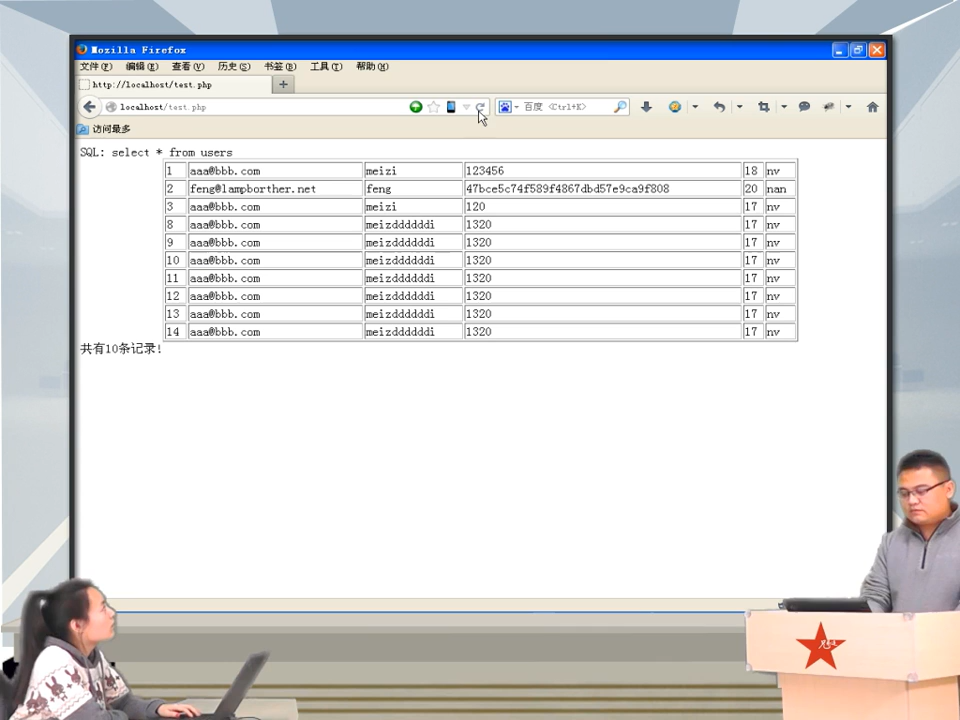 Mozilla Firefox
文件(F) 编辑(E) 查看(V) 历史(S) 书签(B) 工具(T) 帮助(H)
http://localhost/test.php
localhost/test.php 百度 <Ctrl+K>
访问最多
SQL: select * from users
1 aaa@bbb.com meizi 123456 18 nv
2 feng@lampborther.net feng 47bce5c74f589f4867dbd57e9ca9f808 20 nan
3 aaa@bbb.com meizi 120 17 nv
8 aaa@bbb.com meizddddddi 1320 17 nv
9 aaa@bbb.com meizddddddi 1320 17 nv
10 aaa@bbb.com meizddddddi 1320 17 nv
11 aaa@bbb.com meizddddddi 1320 17 nv
12 aaa@bbb.com meizddddddi 1320 17 nv
13 aaa@bbb.com meizddddddi 1320 17 nv
14 aaa@bbb.com meizddddddi 1320 17 nv
共有10条记录!